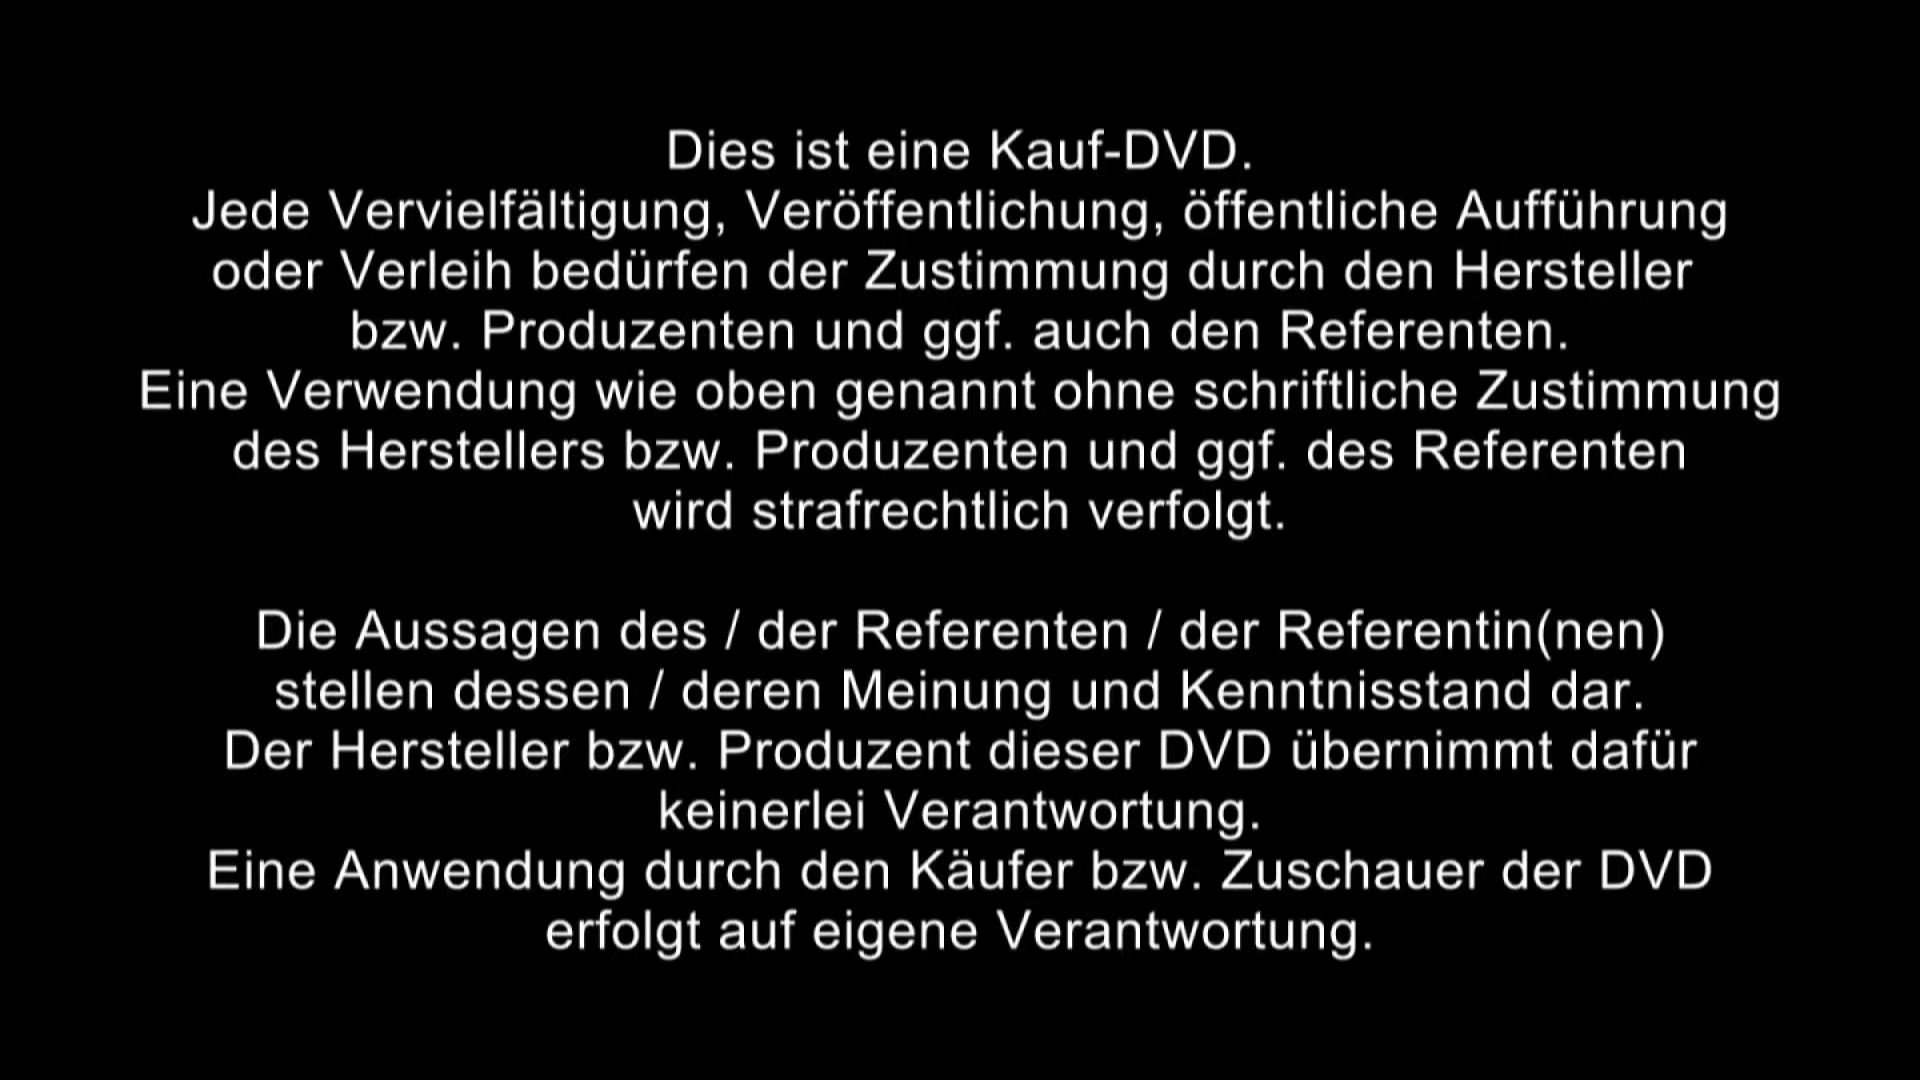 Dies ist eine Kauf-DVD.
Jede Vervielfältigung, Veröffentlichung, öffentliche Aufführung
oder Verleih bedürfen der Zustimmung durch den Hersteller
bzw. Produzenten und ggf. auch den Referenten.
Eine Verwendung wie oben genannt ohne schriftliche Zustimmung
des Herstellers bzw. Produzenten und ggf. des Referenten
wird strafrechtlich verfolgt.
Die Aussagen des / der Referenten / der Referentin(nen)
stellen dessen / deren Meinung und Kenntnisstand dar.
Der Hersteller bzw. Produzent dieser DVD übernimmt dafür
keinerlei Verantwortung.
Eine Anwendung durch den Käufer bzw. Zuschauer der DVD
erfolgt auf eigene Verantwortung.